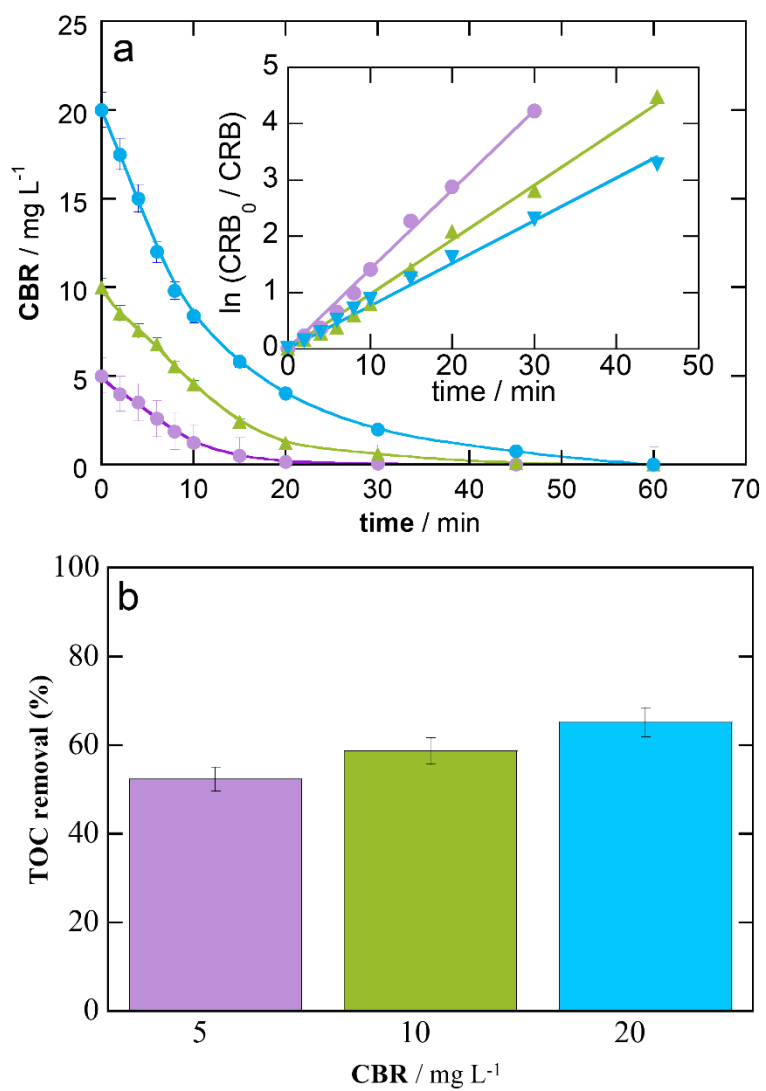 a
25
20
15
10
5
0
CBR / mg L⁻¹
0 10 20 30 40 50 60 70
time / min
5
4
3
2
1
0
ln (CRB₀ / CRB)
0 10 20 30 40 50
time / min
b
100
80
60
40
20
0
TOC removal (%)
5 10 20
CBR / mg L⁻¹